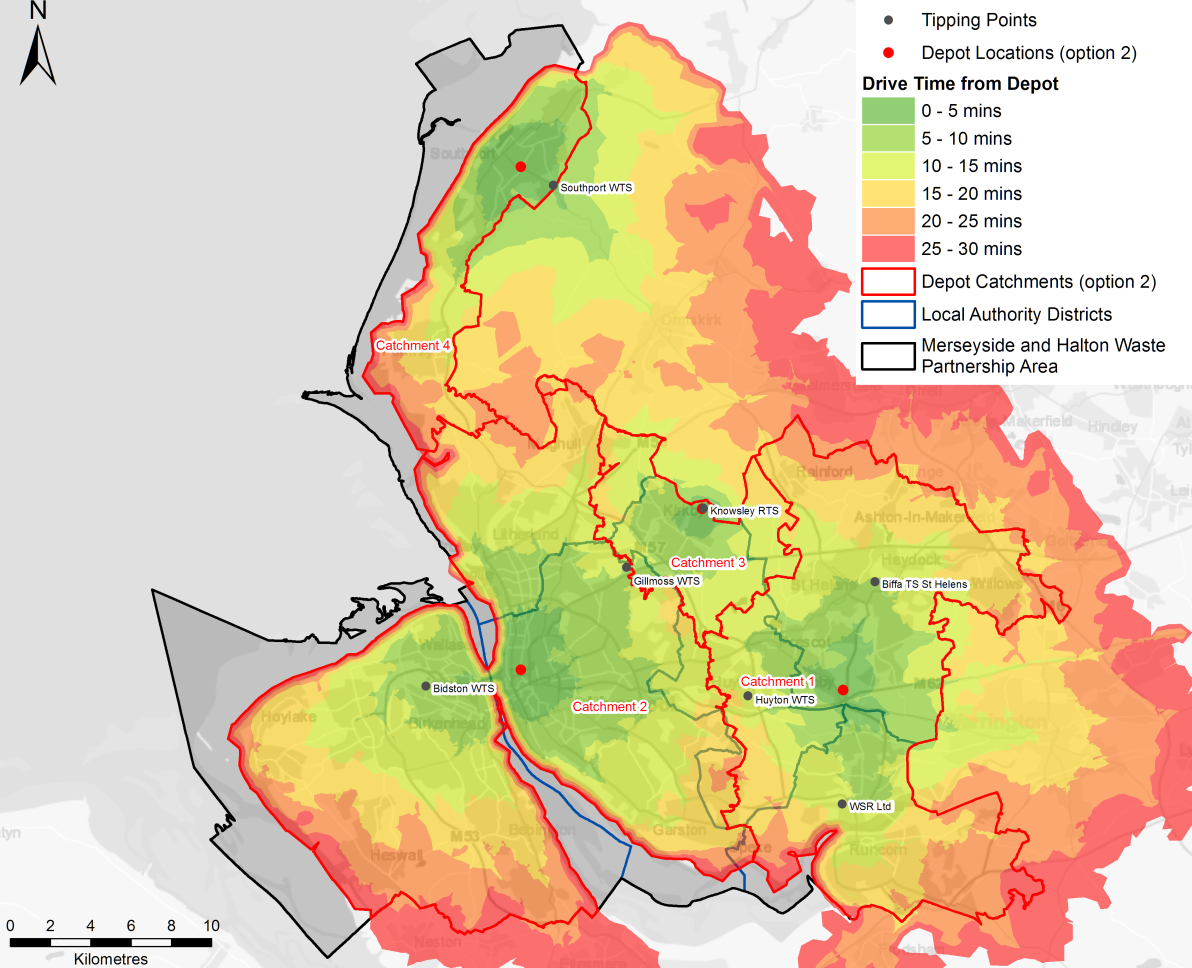 N
Tipping Points
Depot Locations (option 2)
Drive Time from Depot
0 - 5 mins
5 - 10 mins
10 - 15 mins
15 - 20 mins
20 - 25 mins
25 - 30 mins
Depot Catchments (option 2)
Local Authority Districts
Merseyside and Halton Waste
Partnership Area
Southport
Southport WTS
Ormskirk
Catchment 4
Makerfield
Hindley
Rainford
Knowsley RTS
Ashton-In-Makerfield
Litherland
M57
Catchment 3
Haydock
Gillmoss WTS
St Helens
Biffa TS St Helens
Catchment 1
M62
Bidston WTS
Huyton WTS
Catchment 2
Hoylake
Birkenhead
Warrington
WSR Ltd
M53
Bebington
Garston
Heswall
Runcorn
Neston
0 2 4 6 8 10
Kilometres